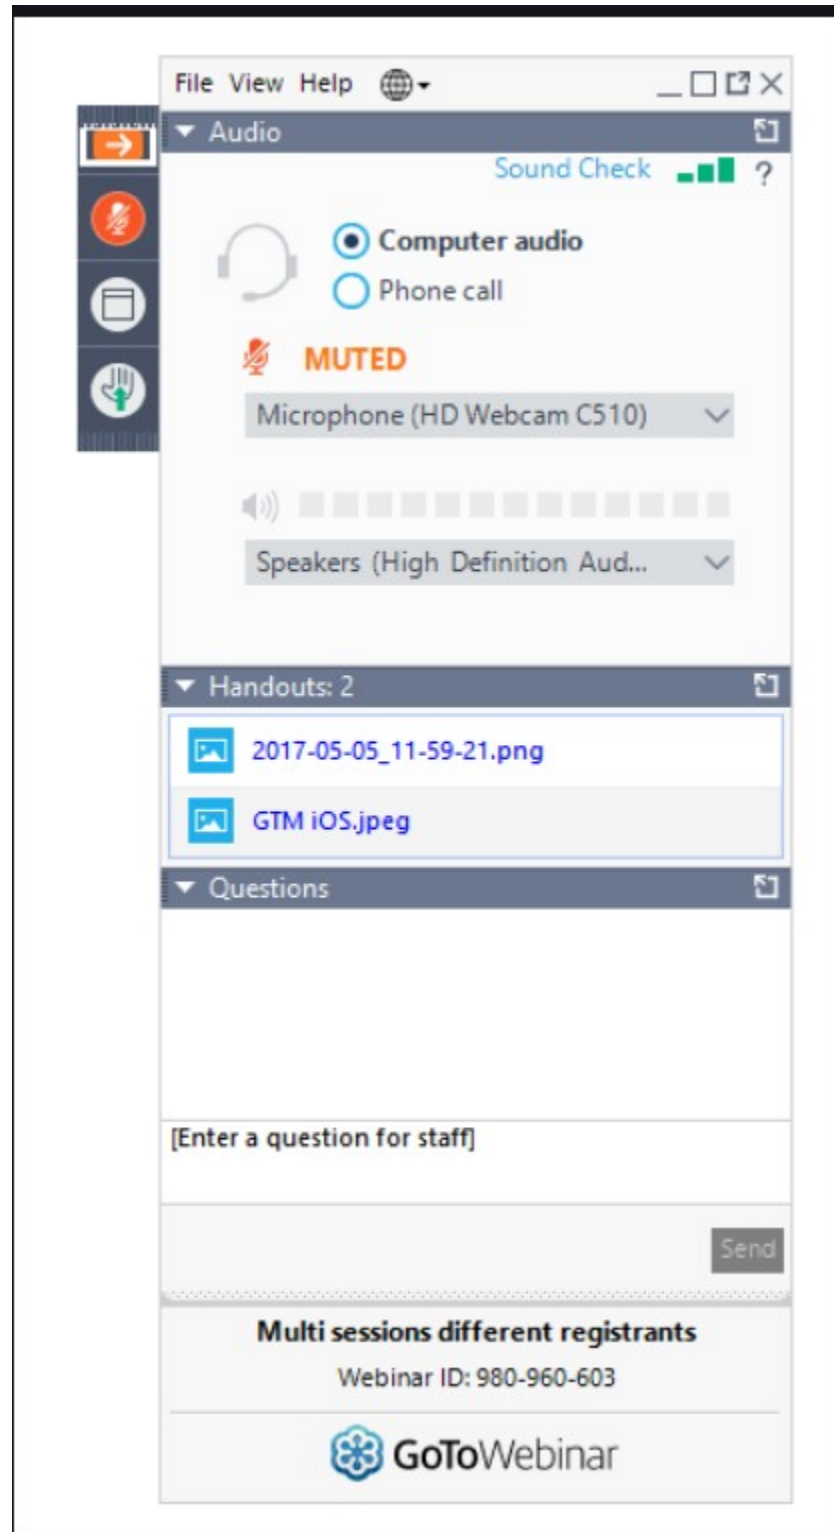 File View Help
Audio
Sound Check ?
Computer audio
Phone call
MUTED
Microphone (HD Webcam C510)
Speakers (High Definition Aud...
Handouts: 2
2017-05-05_11-59-21.png
GTM iOS.jpeg
Questions
[Enter a question for staff]
Send
Multi sessions different registrants
Webinar ID: 980-960-603
GoToWebinar